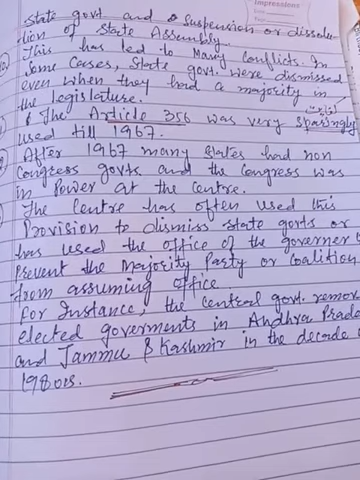 Impressions
state govt and suspension or dissolu-
tion of state Assembly.
This has led to Many conflicts. In
Some cases, state govt. were dismissed
even when they had a majority in
the legislature.
& The Article 356 was very sparingly
used till 1967.
After 1967 many states had non
Congress govts and the congress was
in Power at the centre.
The centre has often used this
Provision to dismiss state govts or
has used the office of the governer
Prevent the Majority Party or coalition
from assuming office.
for Instance, the central govt. remov
elected goverments in Andhra Prade
and Jammu & Kashmir in the decade
1980s.